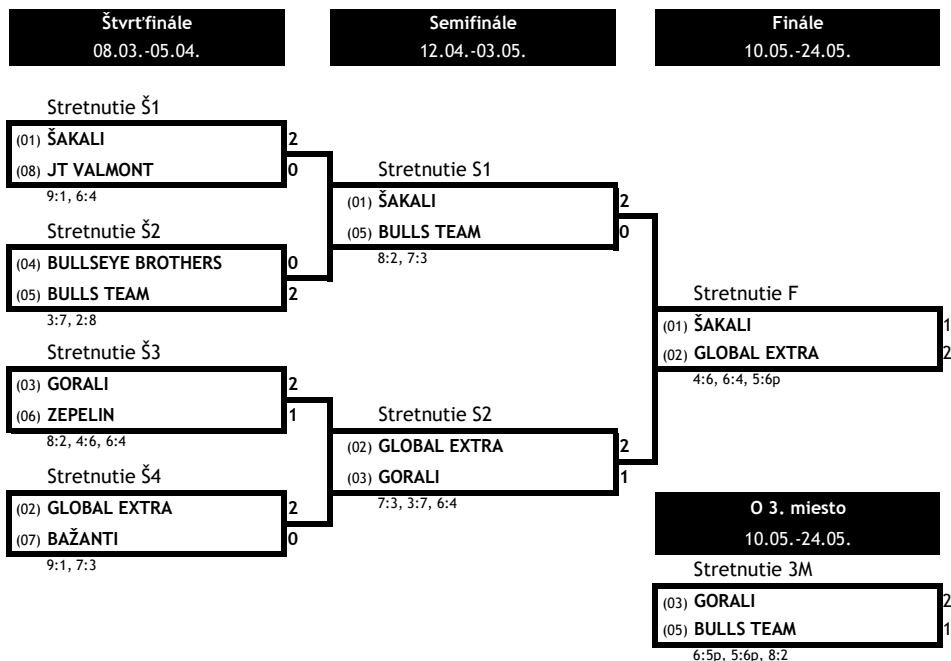 Štvrťfinále
08.03.-05.04.
Stretnutie Š1
(01) ŠAKALI 2
(08) JT VALMONT 0
9:1, 6:4
Stretnutie Š2
(04) BULLSEYE BROTHERS 0
(05) BULLS TEAM 2
3:7, 2:8
Stretnutie Š3
(03) GORALI 2
(06) ZEPELIN 1
8:2, 4:6, 6:4
Stretnutie Š4
(02) GLOBAL EXTRA 2
(07) BAŽANTI 0
9:1, 7:3
Semifinále
12.04.-03.05.
Stretnutie S1
(01) ŠAKALI 2
(05) BULLS TEAM 0
8:2, 7:3
Stretnutie S2
(02) GLOBAL EXTRA 2
(03) GORALI 1
7:3, 3:7, 6:4
Finále
10.05.-24.05.
Stretnutie F
(01) ŠAKALI 1
(02) GLOBAL EXTRA 2
4:6, 6:4, 5:6p
O 3. miesto
10.05.-24.05.
Stretnutie 3M
(03) GORALI 2
(05) BULLS TEAM 1
6:5p, 5:6p, 8:2